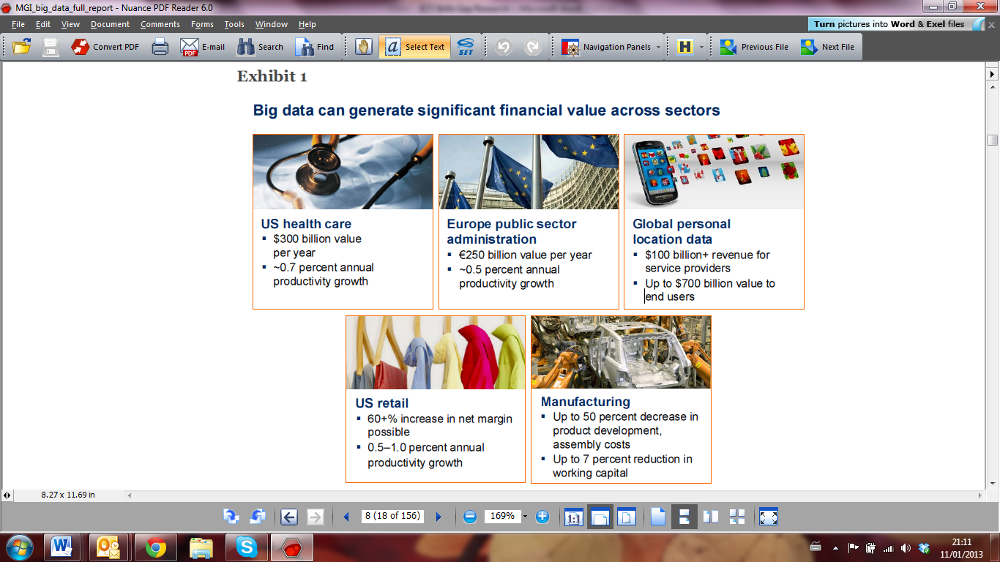 MGI_big_data_full_report - Nuance PDF Reader 6.0
File Edit View Document Comments Forms Tools Window Help
Turn pictures into Word & Exel files
Convert PDF
PDF
E-mail
Search
Find
a
Select Text
SET
Navigation Panels
H
Previous File
Next File
Exhibit 1
Big data can generate significant financial value across sectors
US health care
▪ $300 billion value
per year
▪ ~0.7 percent annual
productivity growth
Europe public sector
administration
▪ €250 billion value per year
▪ ~0.5 percent annual
productivity growth
Global personal
location data
▪ $100 billion+ revenue for
service providers
▪ Up to $700 billion value to
end users
US retail
▪ 60+% increase in net margin
possible
▪ 0.5–1.0 percent annual
productivity growth
Manufacturing
▪ Up to 50 percent decrease in
product development,
assembly costs
▪ Up to 7 percent reduction in
working capital
8.27 x 11.69 in
8 (18 of 156)
169%
1:1
W
S
21:11
11/01/2013